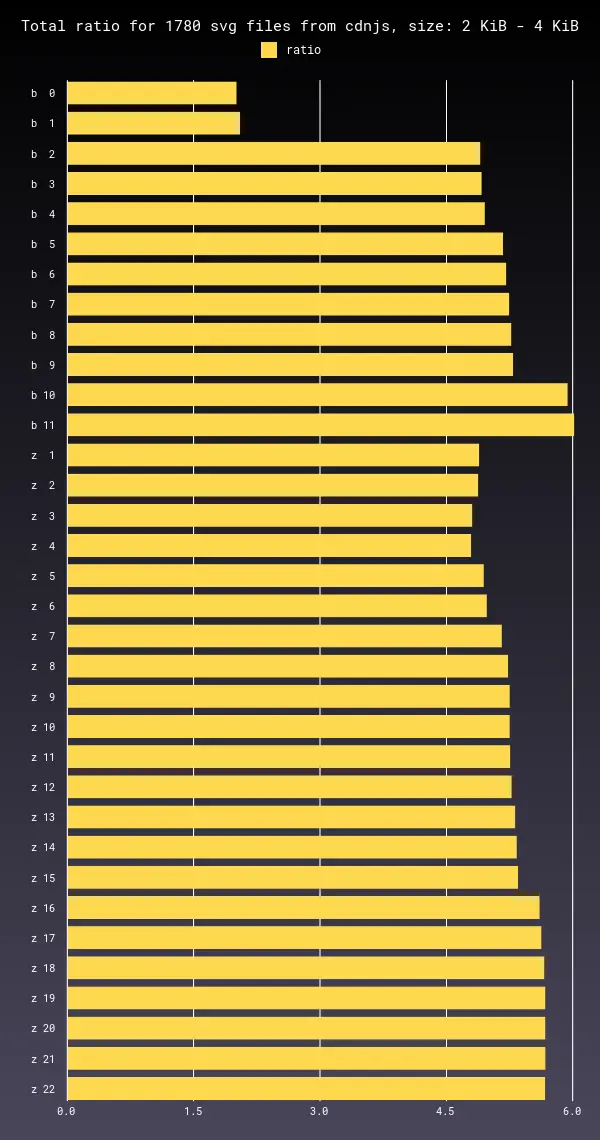 Total ratio for 1780 svg files from cdnjs, size: 2 KiB - 4 KiB
ratio
b 0
b 1
b 2
b 3
b 4
b 5
b 6
b 7
b 8
b 9
b 10
b 11
z 1
z 2
z 3
z 4
z 5
z 6
z 7
z 8
z 9
z 10
z 11
z 12
z 13
z 14
z 15
z 16
z 17
z 18
z 19
z 20
z 21
z 22
0.0 1.5 3.0 4.5 6.0